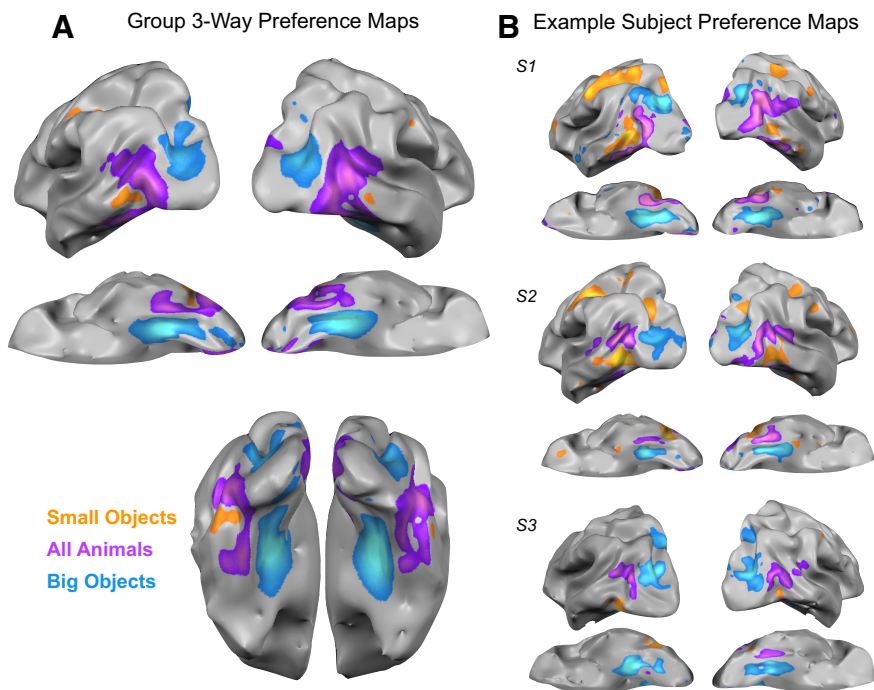 A
Group 3-Way Preference Maps
B
Example Subject Preference Maps
S1
S2
S3
Small Objects
All Animals
Big Objects